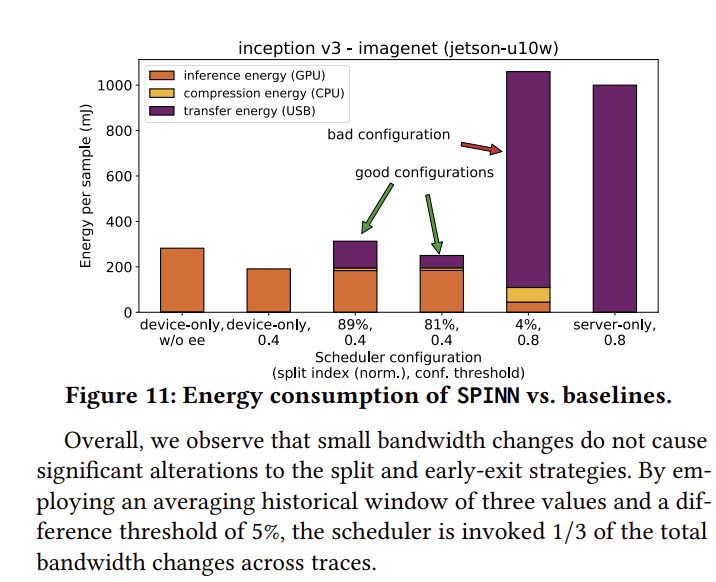 inception v3 - imagenet (jetson-u10w)
inference energy (GPU)
compression energy (CPU)
transfer energy (USB)
bad configuration
good configurations
Energy per sample (mJ)
1000
800
600
400
200
0
device-only, w/o ee
device-only, 0.4
89%, 0.4
81%, 0.4
4%, 0.8
server-only, 0.8
Scheduler configuration
(split index (norm.), conf. threshold)
Figure 11: Energy consumption of SPINN vs. baselines.
Overall, we observe that small bandwidth changes do not cause
significant alterations to the split and early-exit strategies. By em-
ploying an averaging historical window of three values and a dif-
ference threshold of 5%, the scheduler is invoked 1/3 of the total
bandwidth changes across traces.